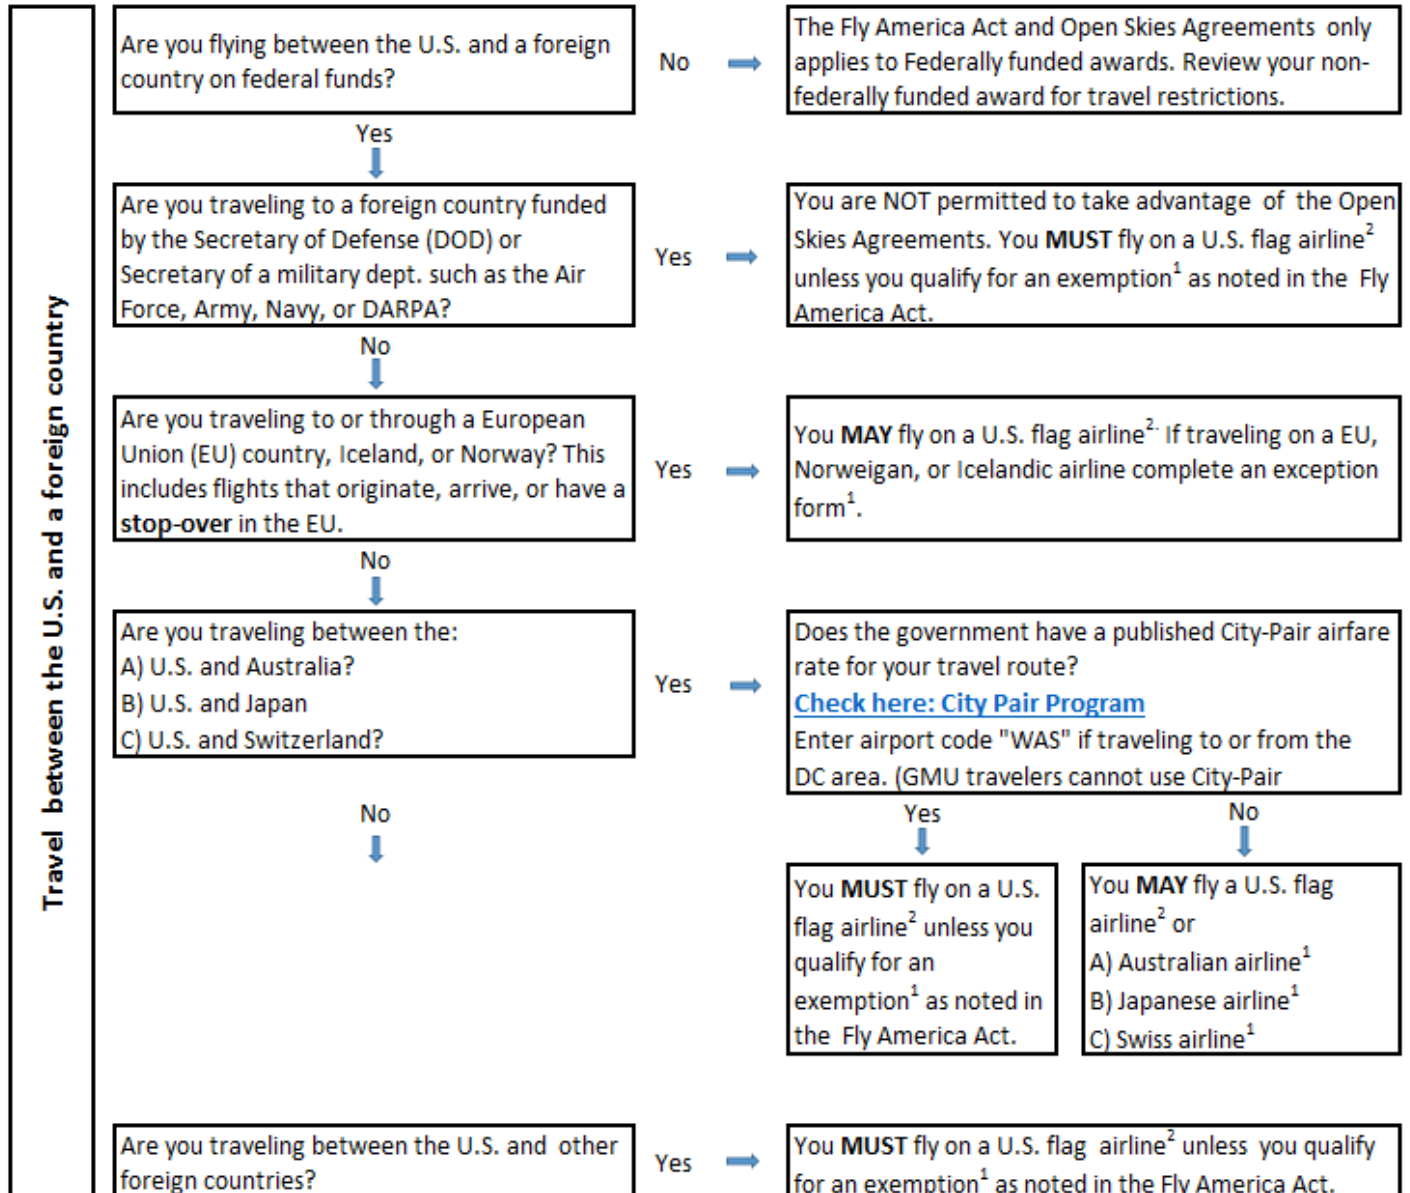 Travel between the U.S. and a foreign country
Are you flying between the U.S. and a foreign
country on federal funds?
No
The Fly America Act and Open Skies Agreements only
applies to Federally funded awards. Review your non-
federally funded award for travel restrictions.
Yes
Are you traveling to a foreign country funded
by the Secretary of Defense (DOD) or
Secretary of a military dept. such as the Air
Force, Army, Navy, or DARPA?
Yes
You are NOT permitted to take advantage of the Open
Skies Agreements. You MUST fly on a U.S. flag airline²
unless you qualify for an exemption¹ as noted in the Fly
America Act.
No
Are you traveling to or through a European
Union (EU) country, Iceland, or Norway? This
includes flights that originate, arrive, or have a
stop-over in the EU.
Yes
You MAY fly on a U.S. flag airline²· If traveling on a EU,
Norweigan, or Icelandic airline complete an exception
form¹.
No
Are you traveling between the:
A) U.S. and Australia?
B) U.S. and Japan
C) U.S. and Switzerland?
Yes
Does the government have a published City-Pair airfare
rate for your travel route?
Check here: City Pair Program
Enter airport code "WAS" if traveling to or from the
DC area. (GMU travelers cannot use City-Pair
No
Yes
You MUST fly on a U.S.
flag airline² unless you
qualify for an
exemption¹ as noted in
the Fly America Act.
No
You MAY fly a U.S. flag
airline² or
A) Australian airline¹
B) Japanese airline¹
C) Swiss airline¹
Are you traveling between the U.S. and other
foreign countries?
Yes
You MUST fly on a U.S. flag airline² unless you qualify
for an exemption¹ as noted in the Fly America Act.